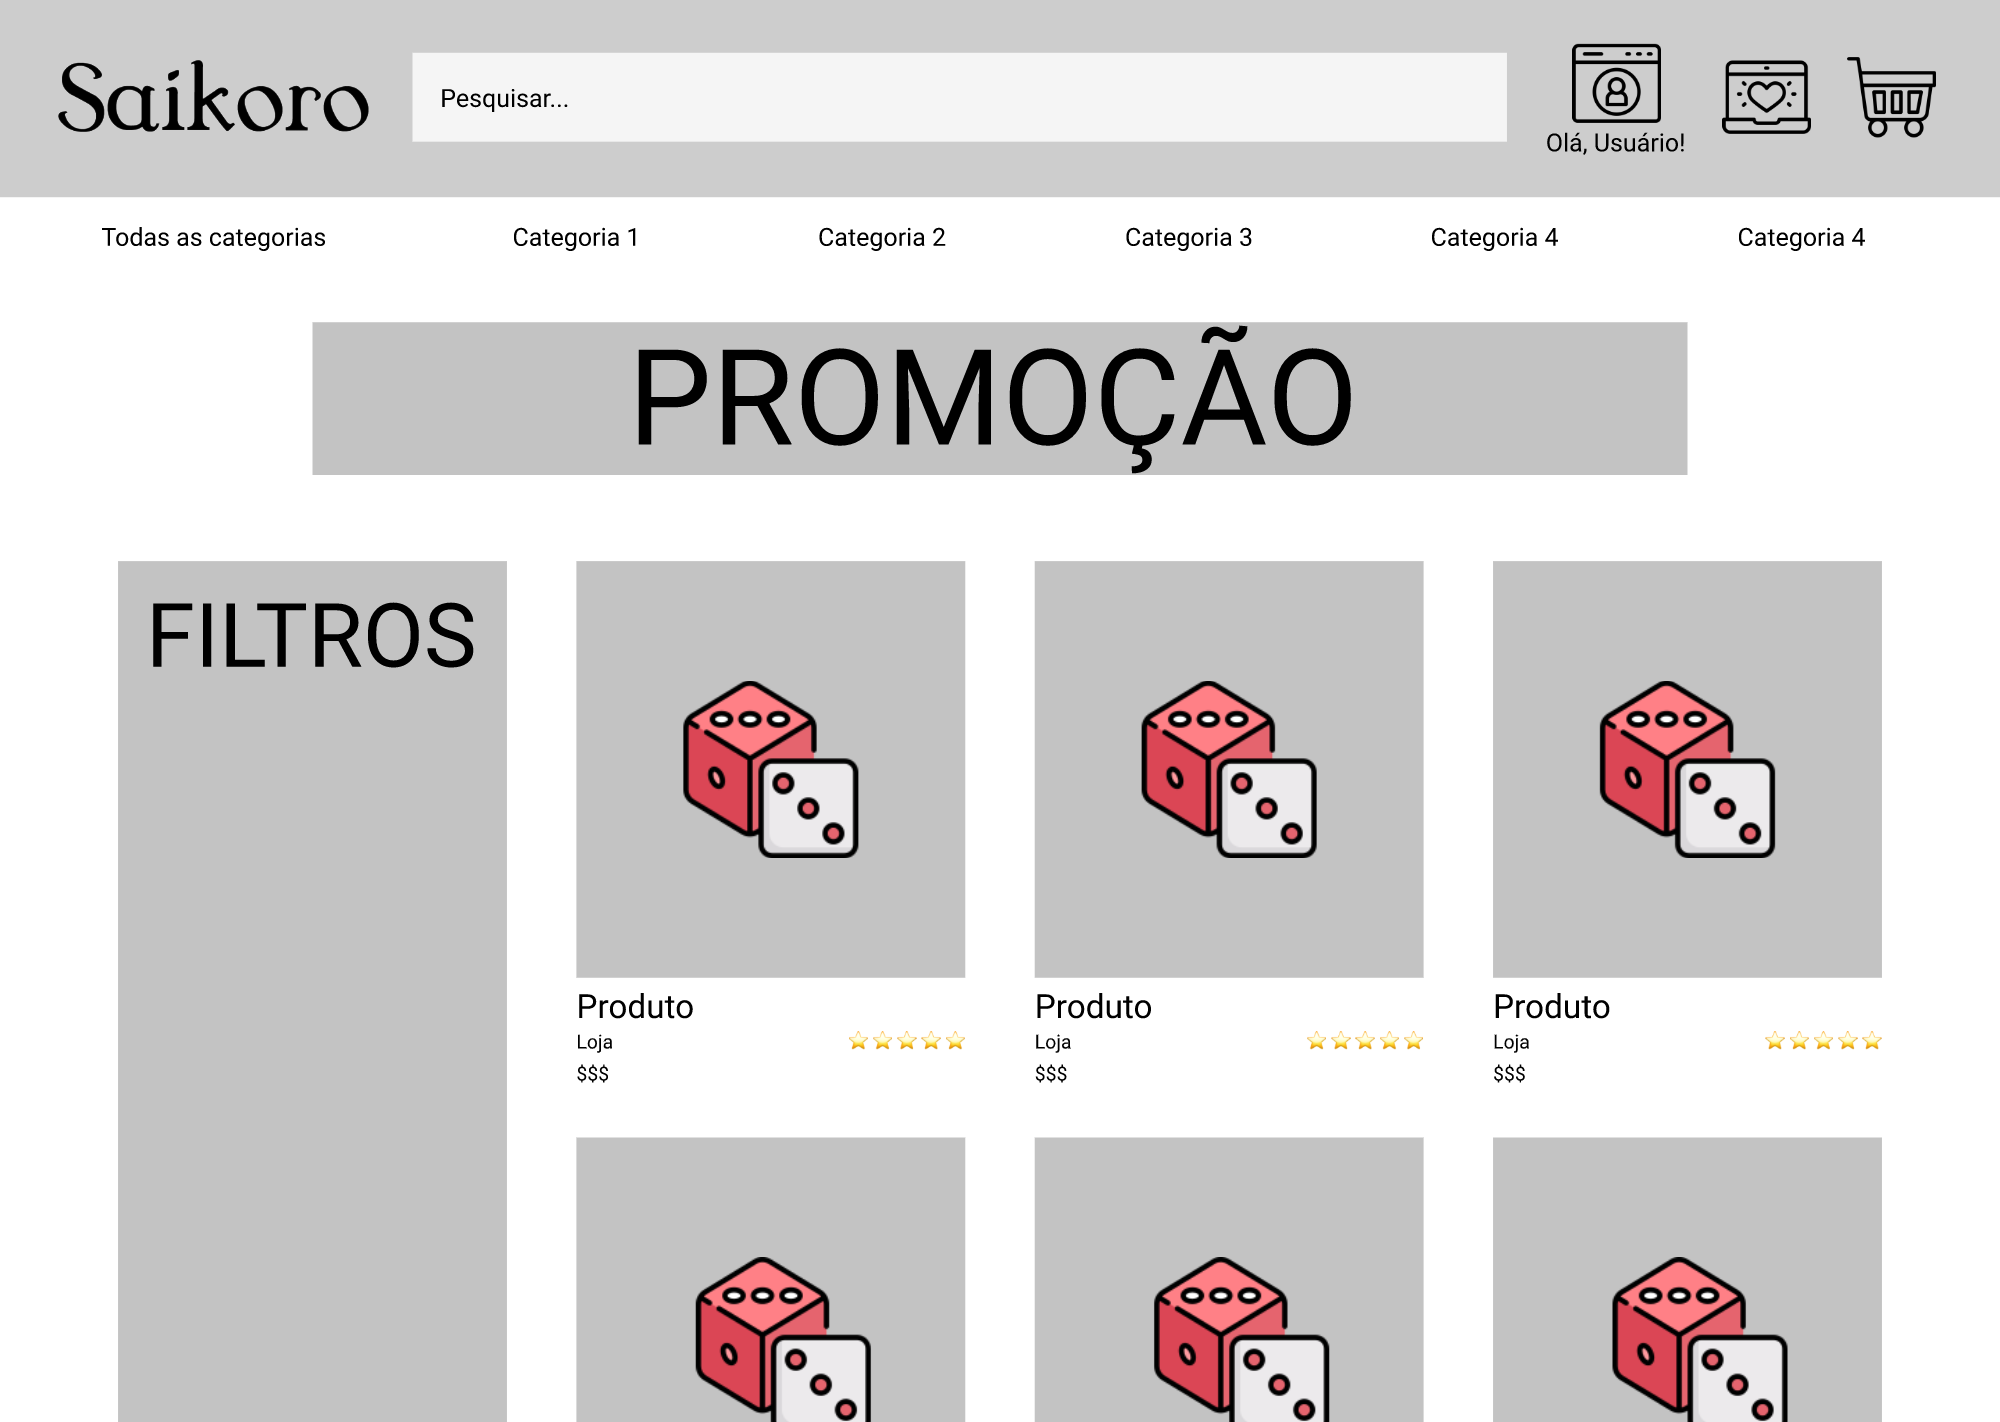 Saikoro
Pesquisar...
Olá, Usuário!
Todas as categorias
Categoria 1
Categoria 2
Categoria 3
Categoria 4
Categoria 4
PROMOÇÃO
FILTROS
Produto
Loja
$$$
Produto
Loja
$$$
Produto
Loja
$$$